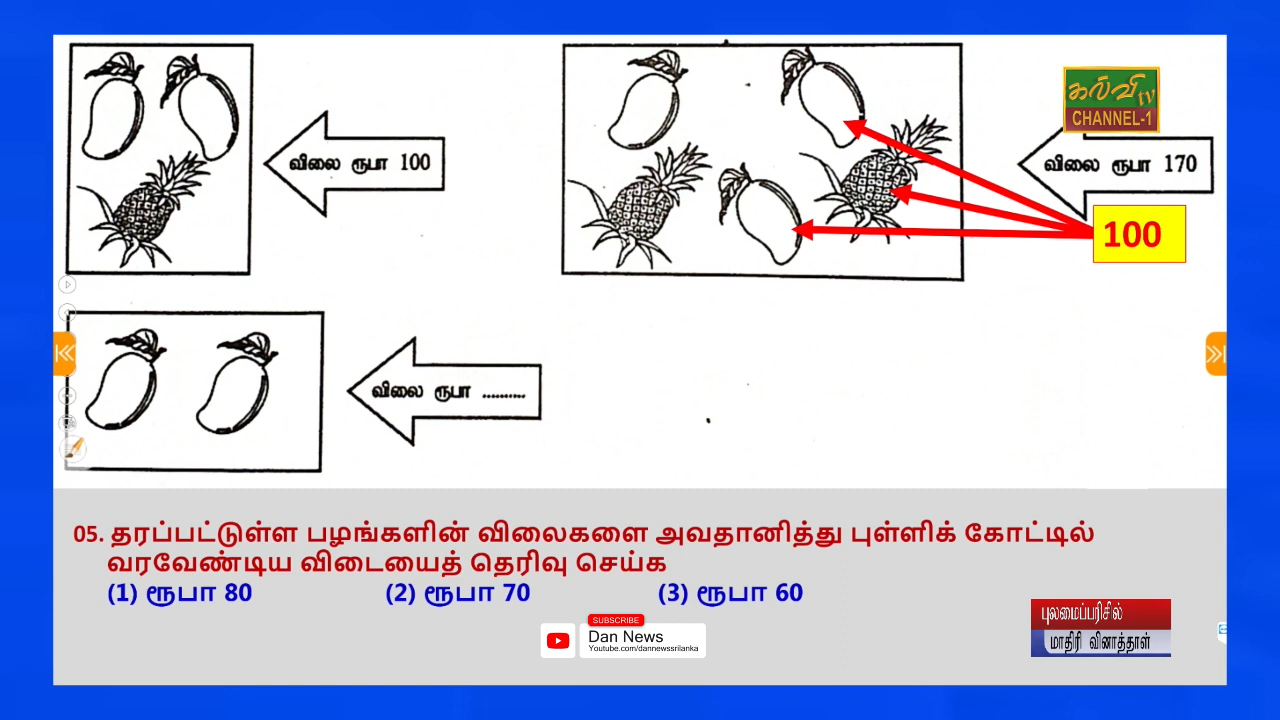 விலை ரூபா 100
விலை ரூபா 170
கல்வி tv
CHANNEL-1
100
விலை ரூபா ..........
05. தரப்பட்டுள்ள பழங்களின் விலைகளை அவதானித்து புள்ளிக் கோட்டில்
வரவேண்டிய விடையைத் தெரிவு செய்க
(1) ரூபா 80 (2) ரூபா 70 (3) ரூபா 60
SUBSCRIBE
Dan News
Youtube.com/dannewssrilanka
புலமைப்பரிசில்
மாதிரி வினாத்தாள்